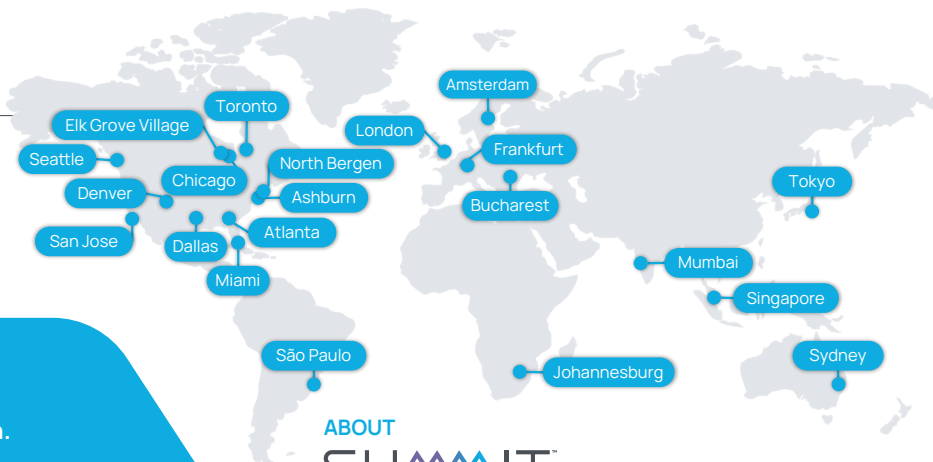 Amsterdam
Toronto
Elk Grove Village
London
Frankfurt
Seattle
North Bergen
Chicago
Tokyo
Denver
Ashburn
Bucharest
Atlanta
San Jose
Dallas
Mumbai
Miami
Singapore
São Paulo
Sydney
Johannesburg
ABOUT